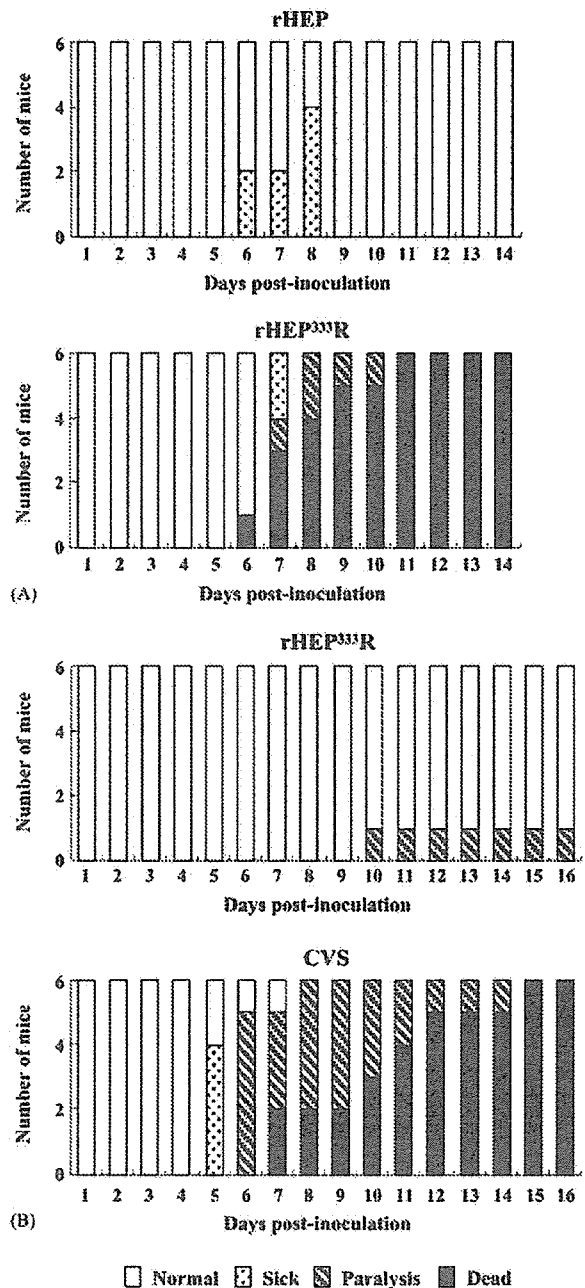 rHEP
Number of mice
6
4
2
0
1 2 3 4 5 6 7 8 9 10 11 12 13 14
Days post-inoculation
rHEP³³³R
Number of mice
6
4
2
0
1 2 3 4 5 6 7 8 9 10 11 12 13 14
(A)
Days post-inoculation
rHEP³³³R
Number of mice
6
4
2
0
1 2 3 4 5 6 7 8 9 10 11 12 13 14 15 16
Days post-inoculation
CVS
Number of mice
6
4
2
0
1 2 3 4 5 6 7 8 9 10 11 12 13 14 15 16
(B)
Days post-inoculation
Normal Sick Paralysis Dead